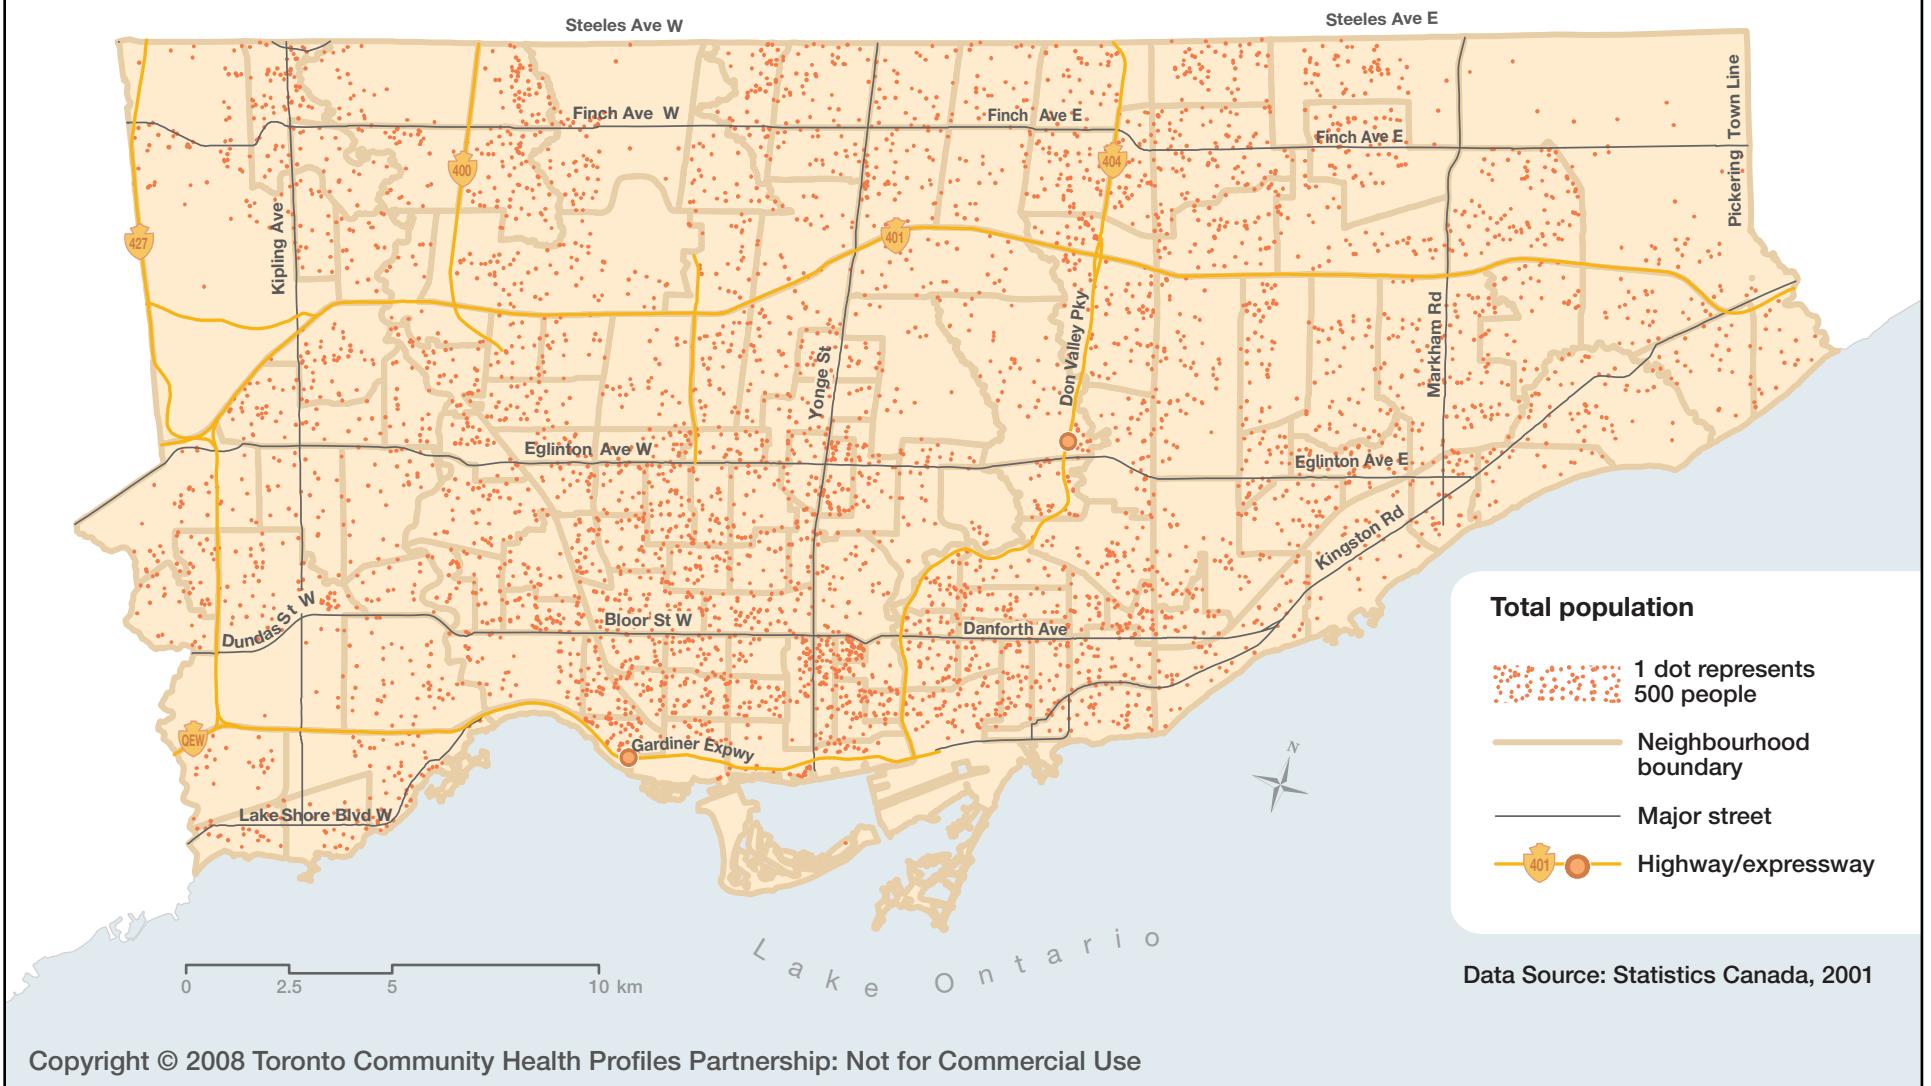 Steeles Ave W
Steeles Ave E
Finch Ave W
Finch Ave E
Finch Ave E
Pickering Town Line
400
404
427
401
Kipling Ave
Yonge St
Don Valley Pky
Markham Rd
Eglinton Ave W
Eglinton Ave E
Kingston Rd
Dundas St W
Bloor St W
Danforth Ave
QEW
Gardiner Expwy
Lake Shore Blvd W
N
Lake Ontario
Total population
1 dot represents
500 people
Neighbourhood
boundary
Major street
401
Highway/expressway
0 2.5 5 10 km
Data Source: Statistics Canada, 2001
Copyright © 2008 Toronto Community Health Profiles Partnership: Not for Commercial Use